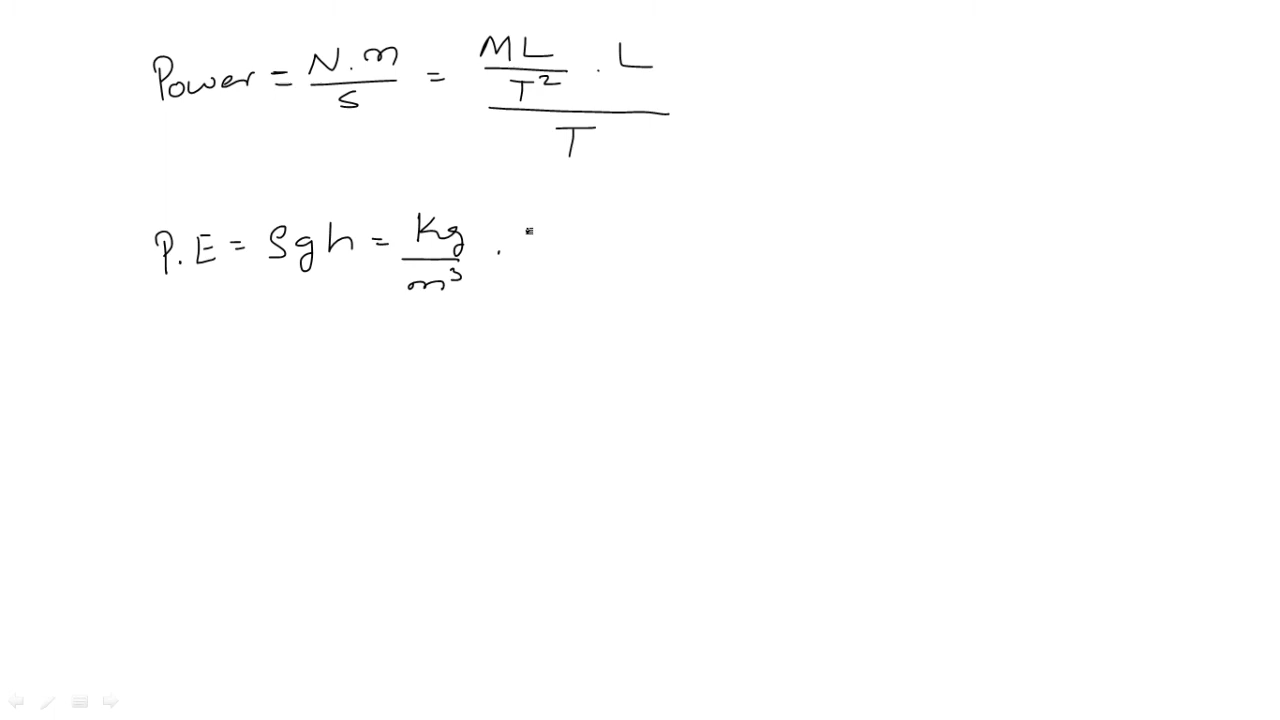 Power = N.m/s = ML/T² . L / T
P.E = ρgh = Kg/m³ .